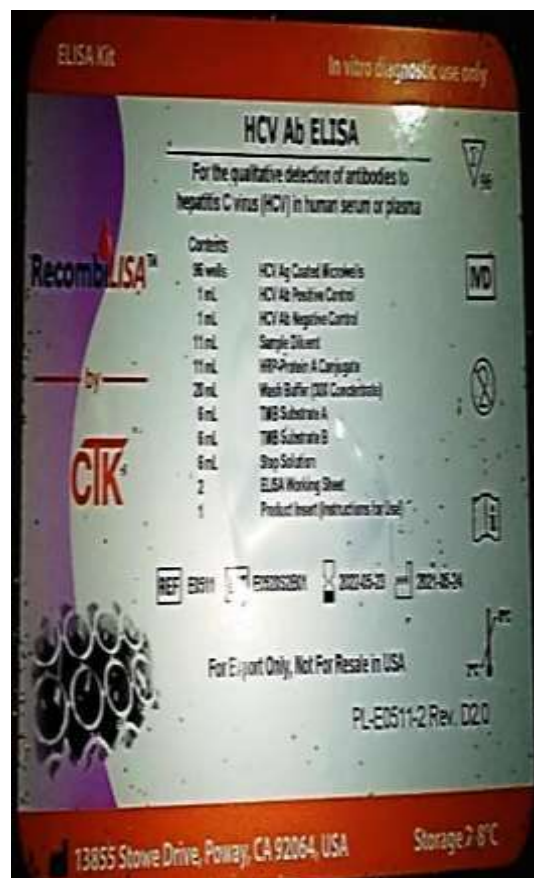 ELISA Kit
In vitro diagnostic use only
HCV Ab ELISA
For the qualitative detection of antibodies to
hepatitis C virus (HCV) in human serum or plasma
Σ 96
RecombiLISA™
by
CTK
IVD
Contents
96 wells HCV Ag Coated Microwells
1 mL HCV Ab Positive Control
1 mL HCV Ab Negative Control
11 mL Sample Diluent
11 mL HRP-Protein A Conjugate
20 mL Wash Buffer (30X Concentrate)
6 mL TMB Substrate A
6 mL TMB Substrate B
6 mL Stop Solution
2 ELISA Working Sheet
1 Product Insert (Instructions for Use)
REF E0511 2022-05-23 2021-05-24
For Export Only, Not For Resale in USA
2°C 8°C
PL-E0511-2 Rev. D2.0
13855 Stowe Drive, Poway, CA 92064, USA
Storage 2-8°C